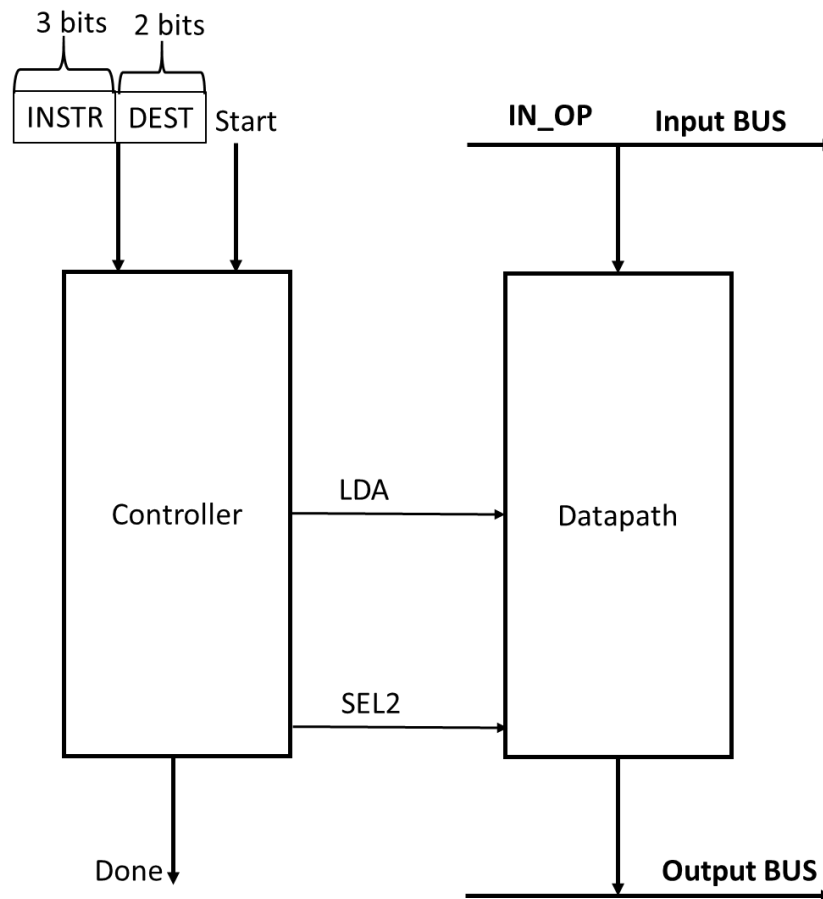 3 bits 2 bits
INSTR DEST Start
IN_OP Input BUS
LDA
Controller
Datapath
SEL2
Done
Output BUS